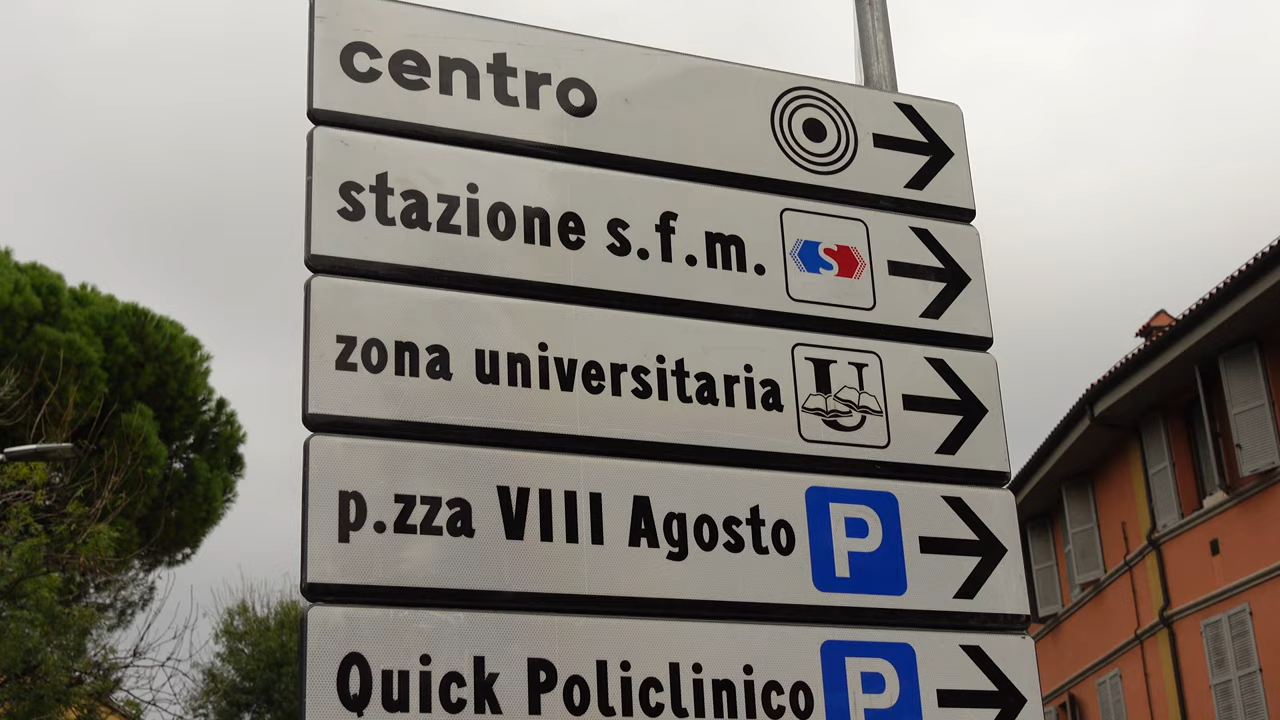 centro
stazione s.f.m. S
zona universitaria U
p.zza VIII Agosto P
Quick Policlinico P